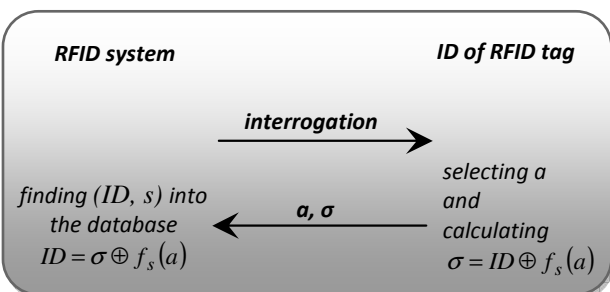 RFID system
ID of RFID tag
interrogation
selecting a
and
calculating
σ = ID ⊕ f_s(a)
a, σ
finding (ID, s) into
the database
ID = σ ⊕ f_s(a)